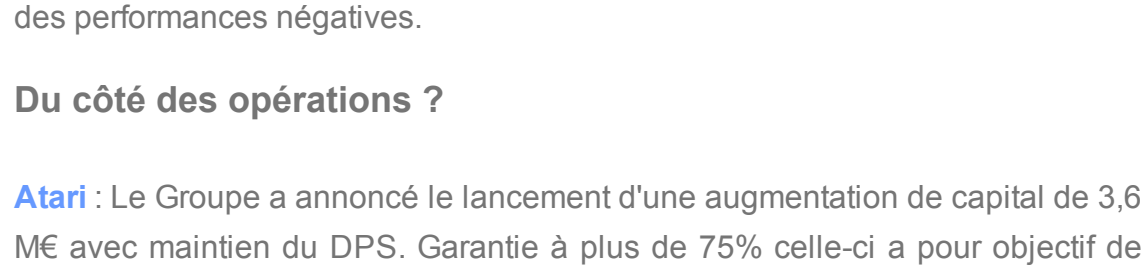 des performances négatives.
Du côté des opérations ?
Atari : Le Groupe a annoncé le lancement d'une augmentation de capital de 3,6
M€ avec maintien du DPS. Garantie à plus de 75% celle-ci a pour objectif de